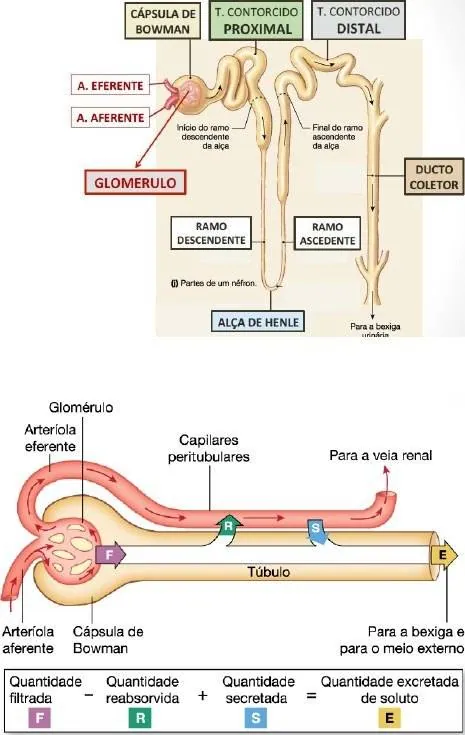 CÁPSULA DE
BOWMAN
T. CONTORCIDO
PROXIMAL
T. CONTORCIDO
DISTAL
A. EFERENTE
A. AFERENTE
Início do ramo
descendente
da alça
Final do ramo
ascendente
da alça
GLOMERULO
DUCTO
COLETOR
RAMO
DESCENDENTE
RAMO
ASCEDENTE
(j) Partes de um néfron.
ALÇA DE HENLE
Para a bexiga
urinária
Glomérulo
Arteríola
eferente
Capilares
peritubulares
Para a veia renal
R
S
F
E
Túbulo
Arteríola
aferente
Cápsula de
Bowman
Para a bexiga e
para o meio externo
Quantidade
filtrada
F
−
Quantidade
reabsorvida
R
+
Quantidade
secretada
S
=
Quantidade excretada
de soluto
E